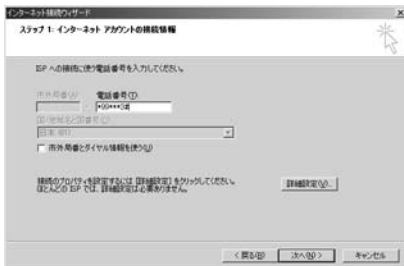 インターネット接続ウィザード
ステップ 1: インターネット アカウントの接続情報
ISP への接続に使う電話番号を入力してください。
市外局番(A) 電話番号(T)
*99***3#
国/地域名と国番号(C)
日本 (81)
市外局番とダイヤル情報を使う(U)
接続のプロパティを設定するには [詳細設定] をクリックしてください。
ほとんどの ISP では、詳細設定は必要ありません。
詳細設定(V)...
< 戻る(B) 次へ(N) > キャンセル